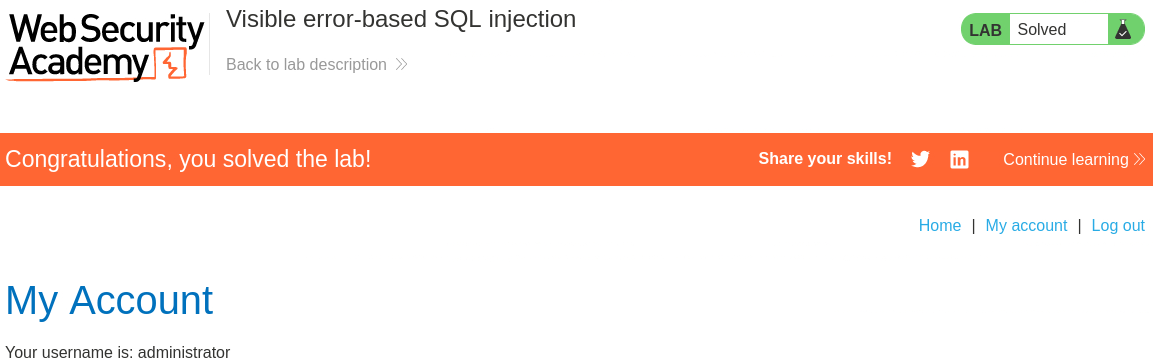 Web Security
Academy
Visible error-based SQL injection
Back to lab description
LAB Solved
Congratulations, you solved the lab!
Share your skills!
Continue learning
Home | My account | Log out
My Account
Your username is: administrator